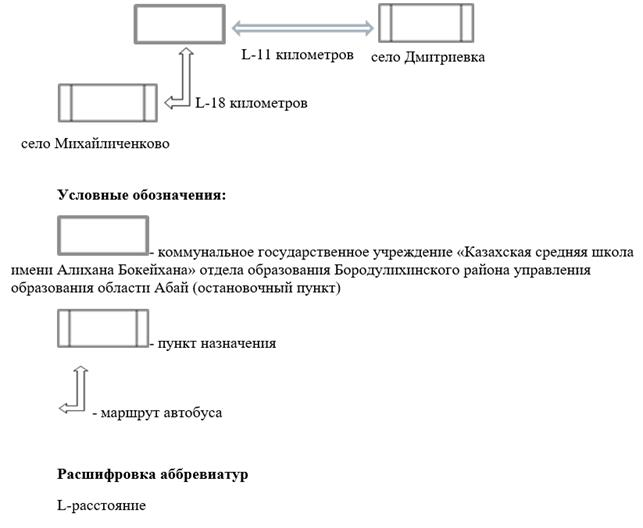 L-11 километров
село Дмитриевка
L-18 километров
село Михайличенково
Условные обозначения:
- коммунальное государственное учреждение «Казахская средняя школа
имени Алихана Бокейхана» отдела образования Бородулихинского района управления
образования области Абай (остановочный пункт)
- пункт назначения
- маршрут автобуса
Расшифровка аббревиатур
L-расстояние